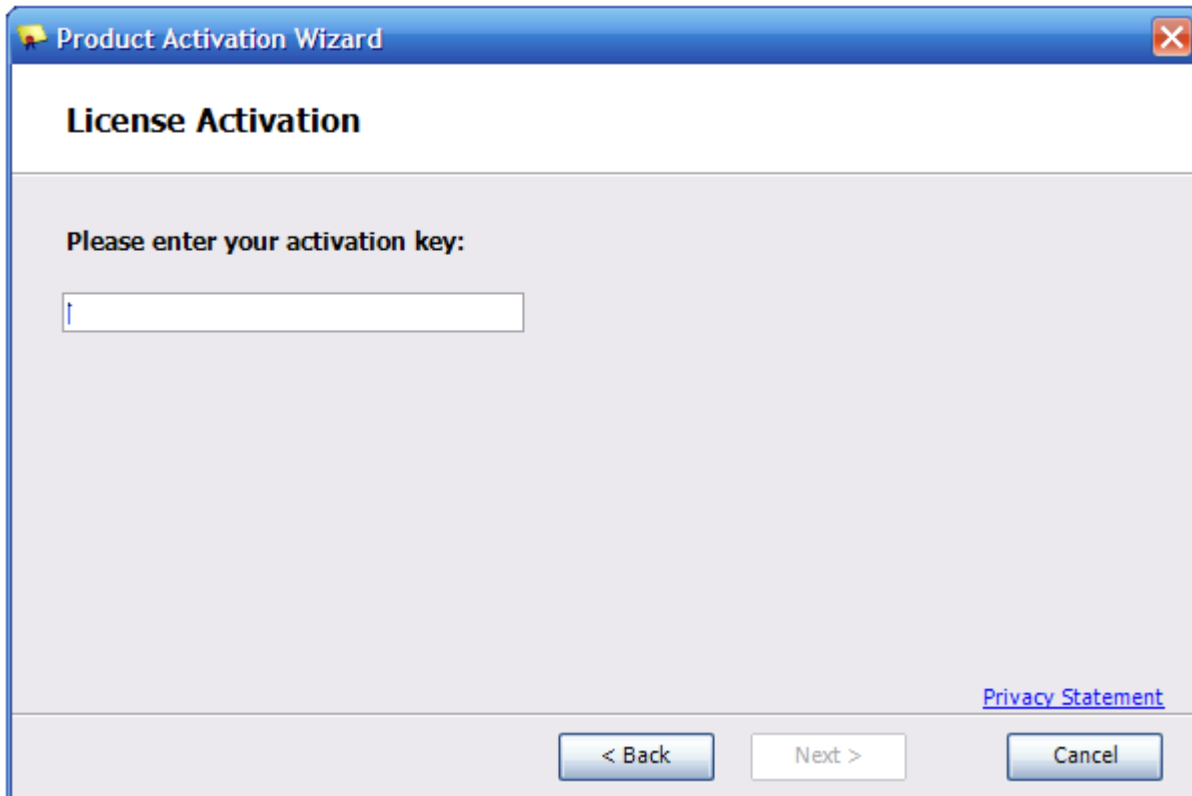 Product Activation Wizard
License Activation
Please enter your activation key:
Privacy Statement
< Back Next > Cancel